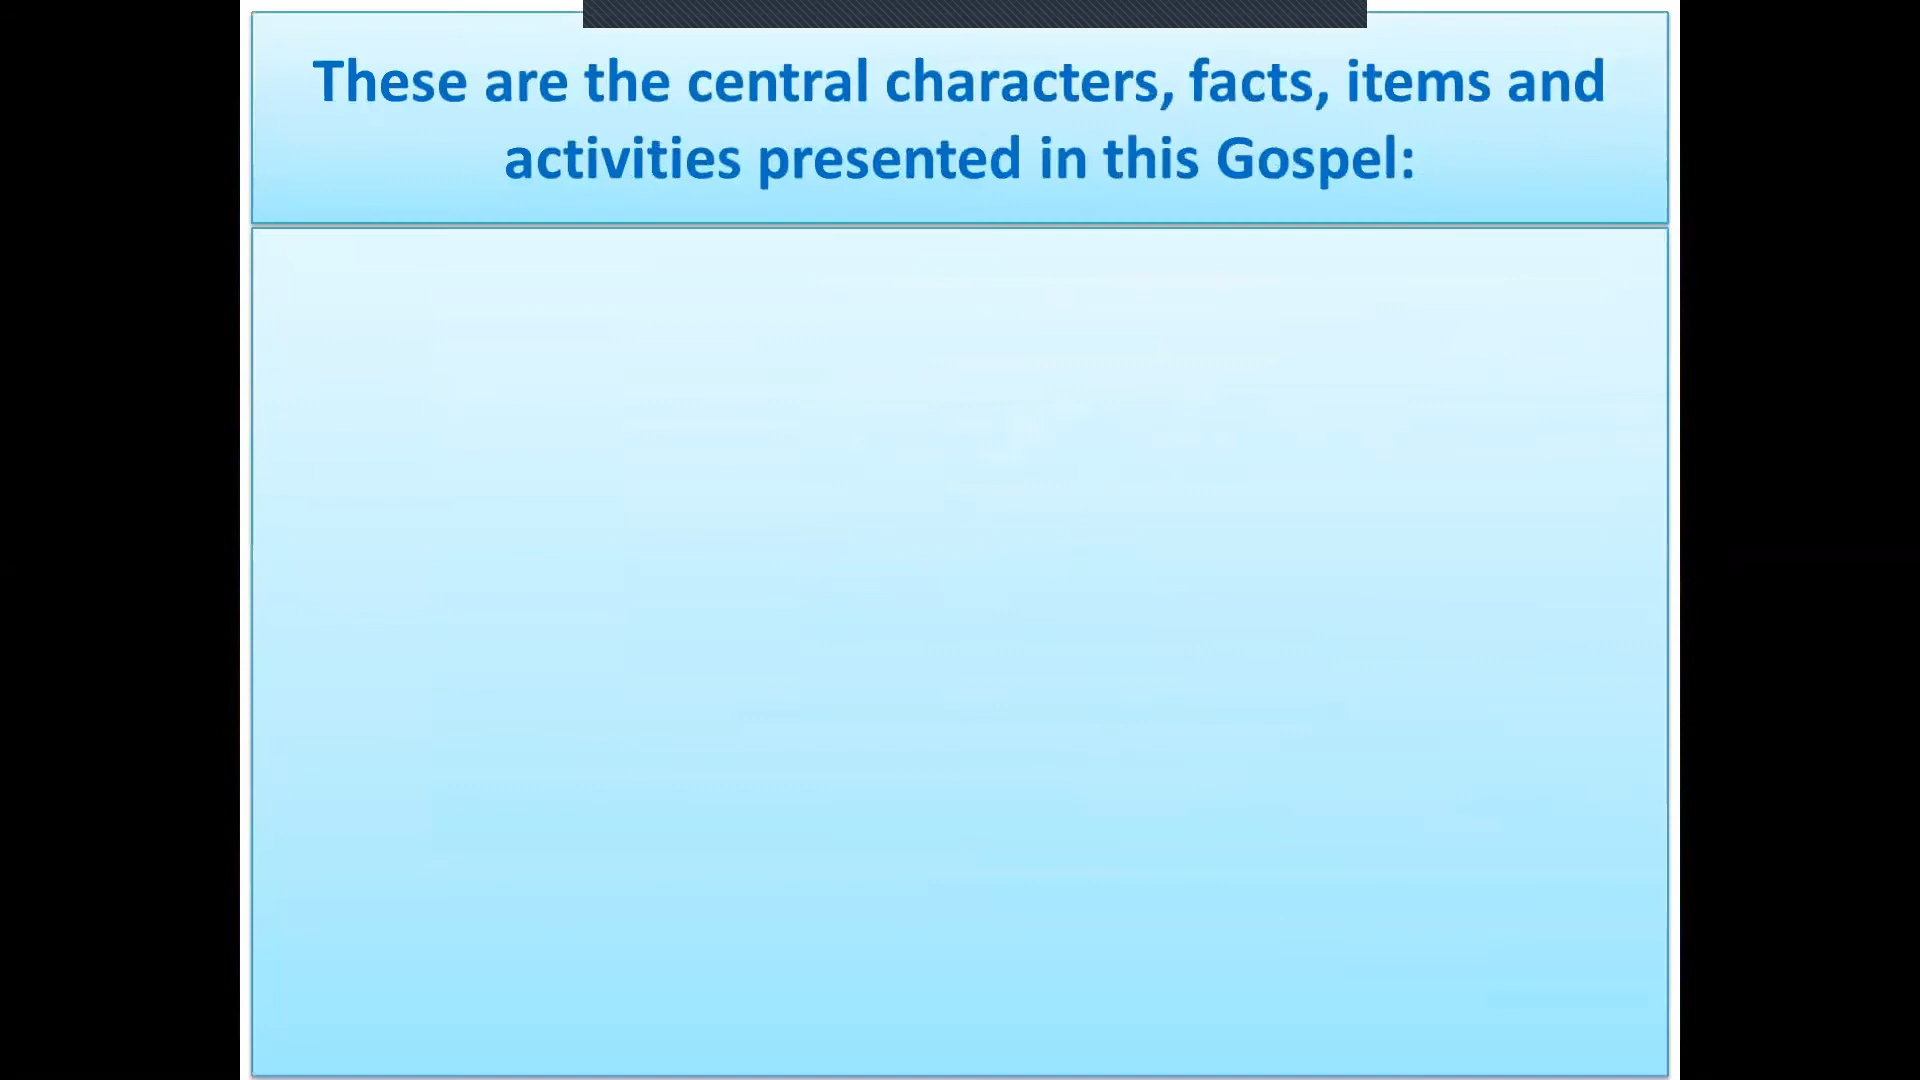 These are the central characters, facts, items and
activities presented in this Gospel: